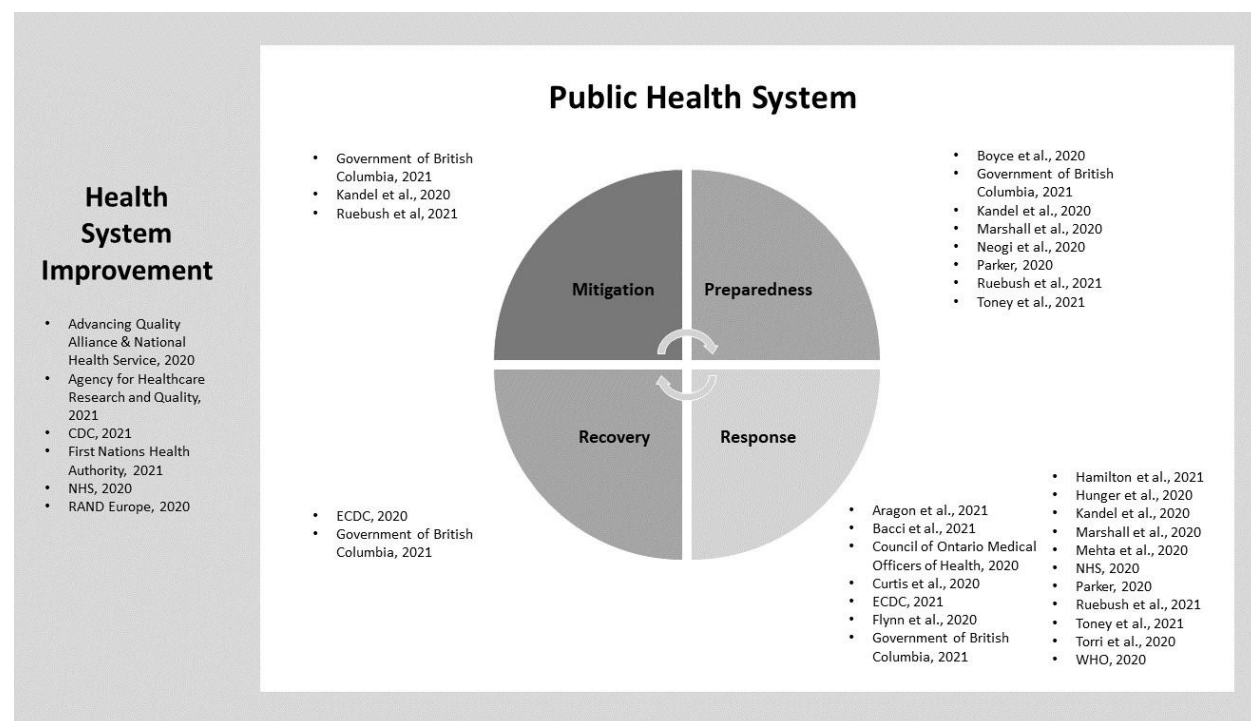 Public Health System
Health
System
Improvement
• Advancing Quality
Alliance & National
Health Service, 2020
• Agency for Healthcare
Research and Quality,
2021
• CDC, 2021
• First Nations Health
Authority, 2021
• NHS, 2020
• RAND Europe, 2020
• Government of British
Columbia, 2021
• Kandel et al., 2020
• Ruebush et al, 2021
• Boyce et al., 2020
• Government of British
Columbia, 2021
• Kandel et al., 2020
• Marshall et al., 2020
• Neogi et al., 2020
• Parker, 2020
• Ruebush et al., 2021
• Toney et al., 2021
Mitigation
Preparedness
Recovery
Response
• ECDC, 2020
• Government of British
Columbia, 2021
• Aragon et al., 2021
• Bacci et al., 2021
• Council of Ontario Medical
Officers of Health, 2020
• Curtis et al., 2020
• ECDC, 2021
• Flynn et al., 2020
• Government of British
Columbia, 2021
• Hamilton et al., 2021
• Hunger et al., 2020
• Kandel et al., 2020
• Marshall et al., 2020
• Mehta et al., 2020
• NHS, 2020
• Parker, 2020
• Ruebush et al., 2021
• Toney et al., 2021
• Torri et al., 2020
• WHO, 2020